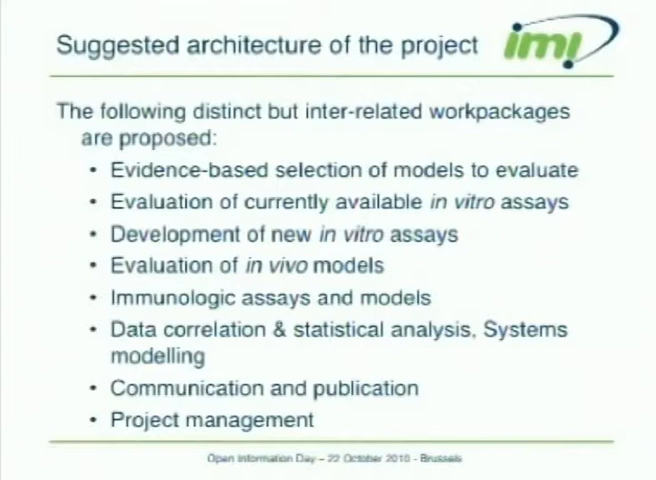 Suggested architecture of the project
imi
The following distinct but inter-related workpackages
are proposed:
• Evidence-based selection of models to evaluate
• Evaluation of currently available in vitro assays
• Development of new in vitro assays
• Evaluation of in vivo models
• Immunologic assays and models
• Data correlation & statistical analysis, Systems
modelling
• Communication and publication
• Project management
Open Information Day – 22 October 2010 - Brussels